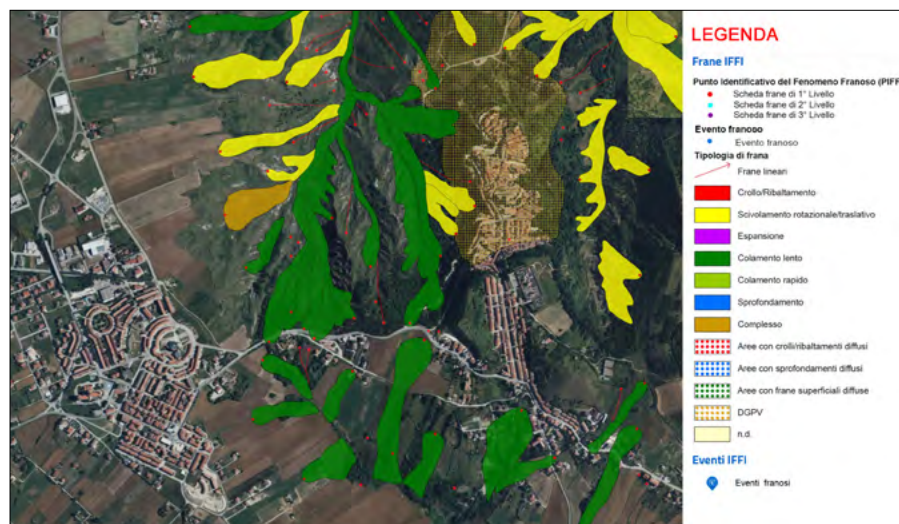 LEGENDA
Frane IFFI
Punto Identificativo del Fenomeno Franoso (PIFF
Scheda frane di 1° Livello
Scheda frane di 2° Livello
Scheda frane di 3° Livello
Evento franoso
Evento franoso
Tipologia di frana
Frane lineari
Crollo/Ribaltamento
Scivolamento rotazionale/traslativo
Espansione
Colamento lento
Colamento rapido
Sprofondamento
Complesso
Aree con crolli/ribaltamenti diffusi
Aree con sprofondamenti diffusi
Aree con frane superficiali diffuse
DGPV
n.d.
Eventi IFFI
Eventi franosi